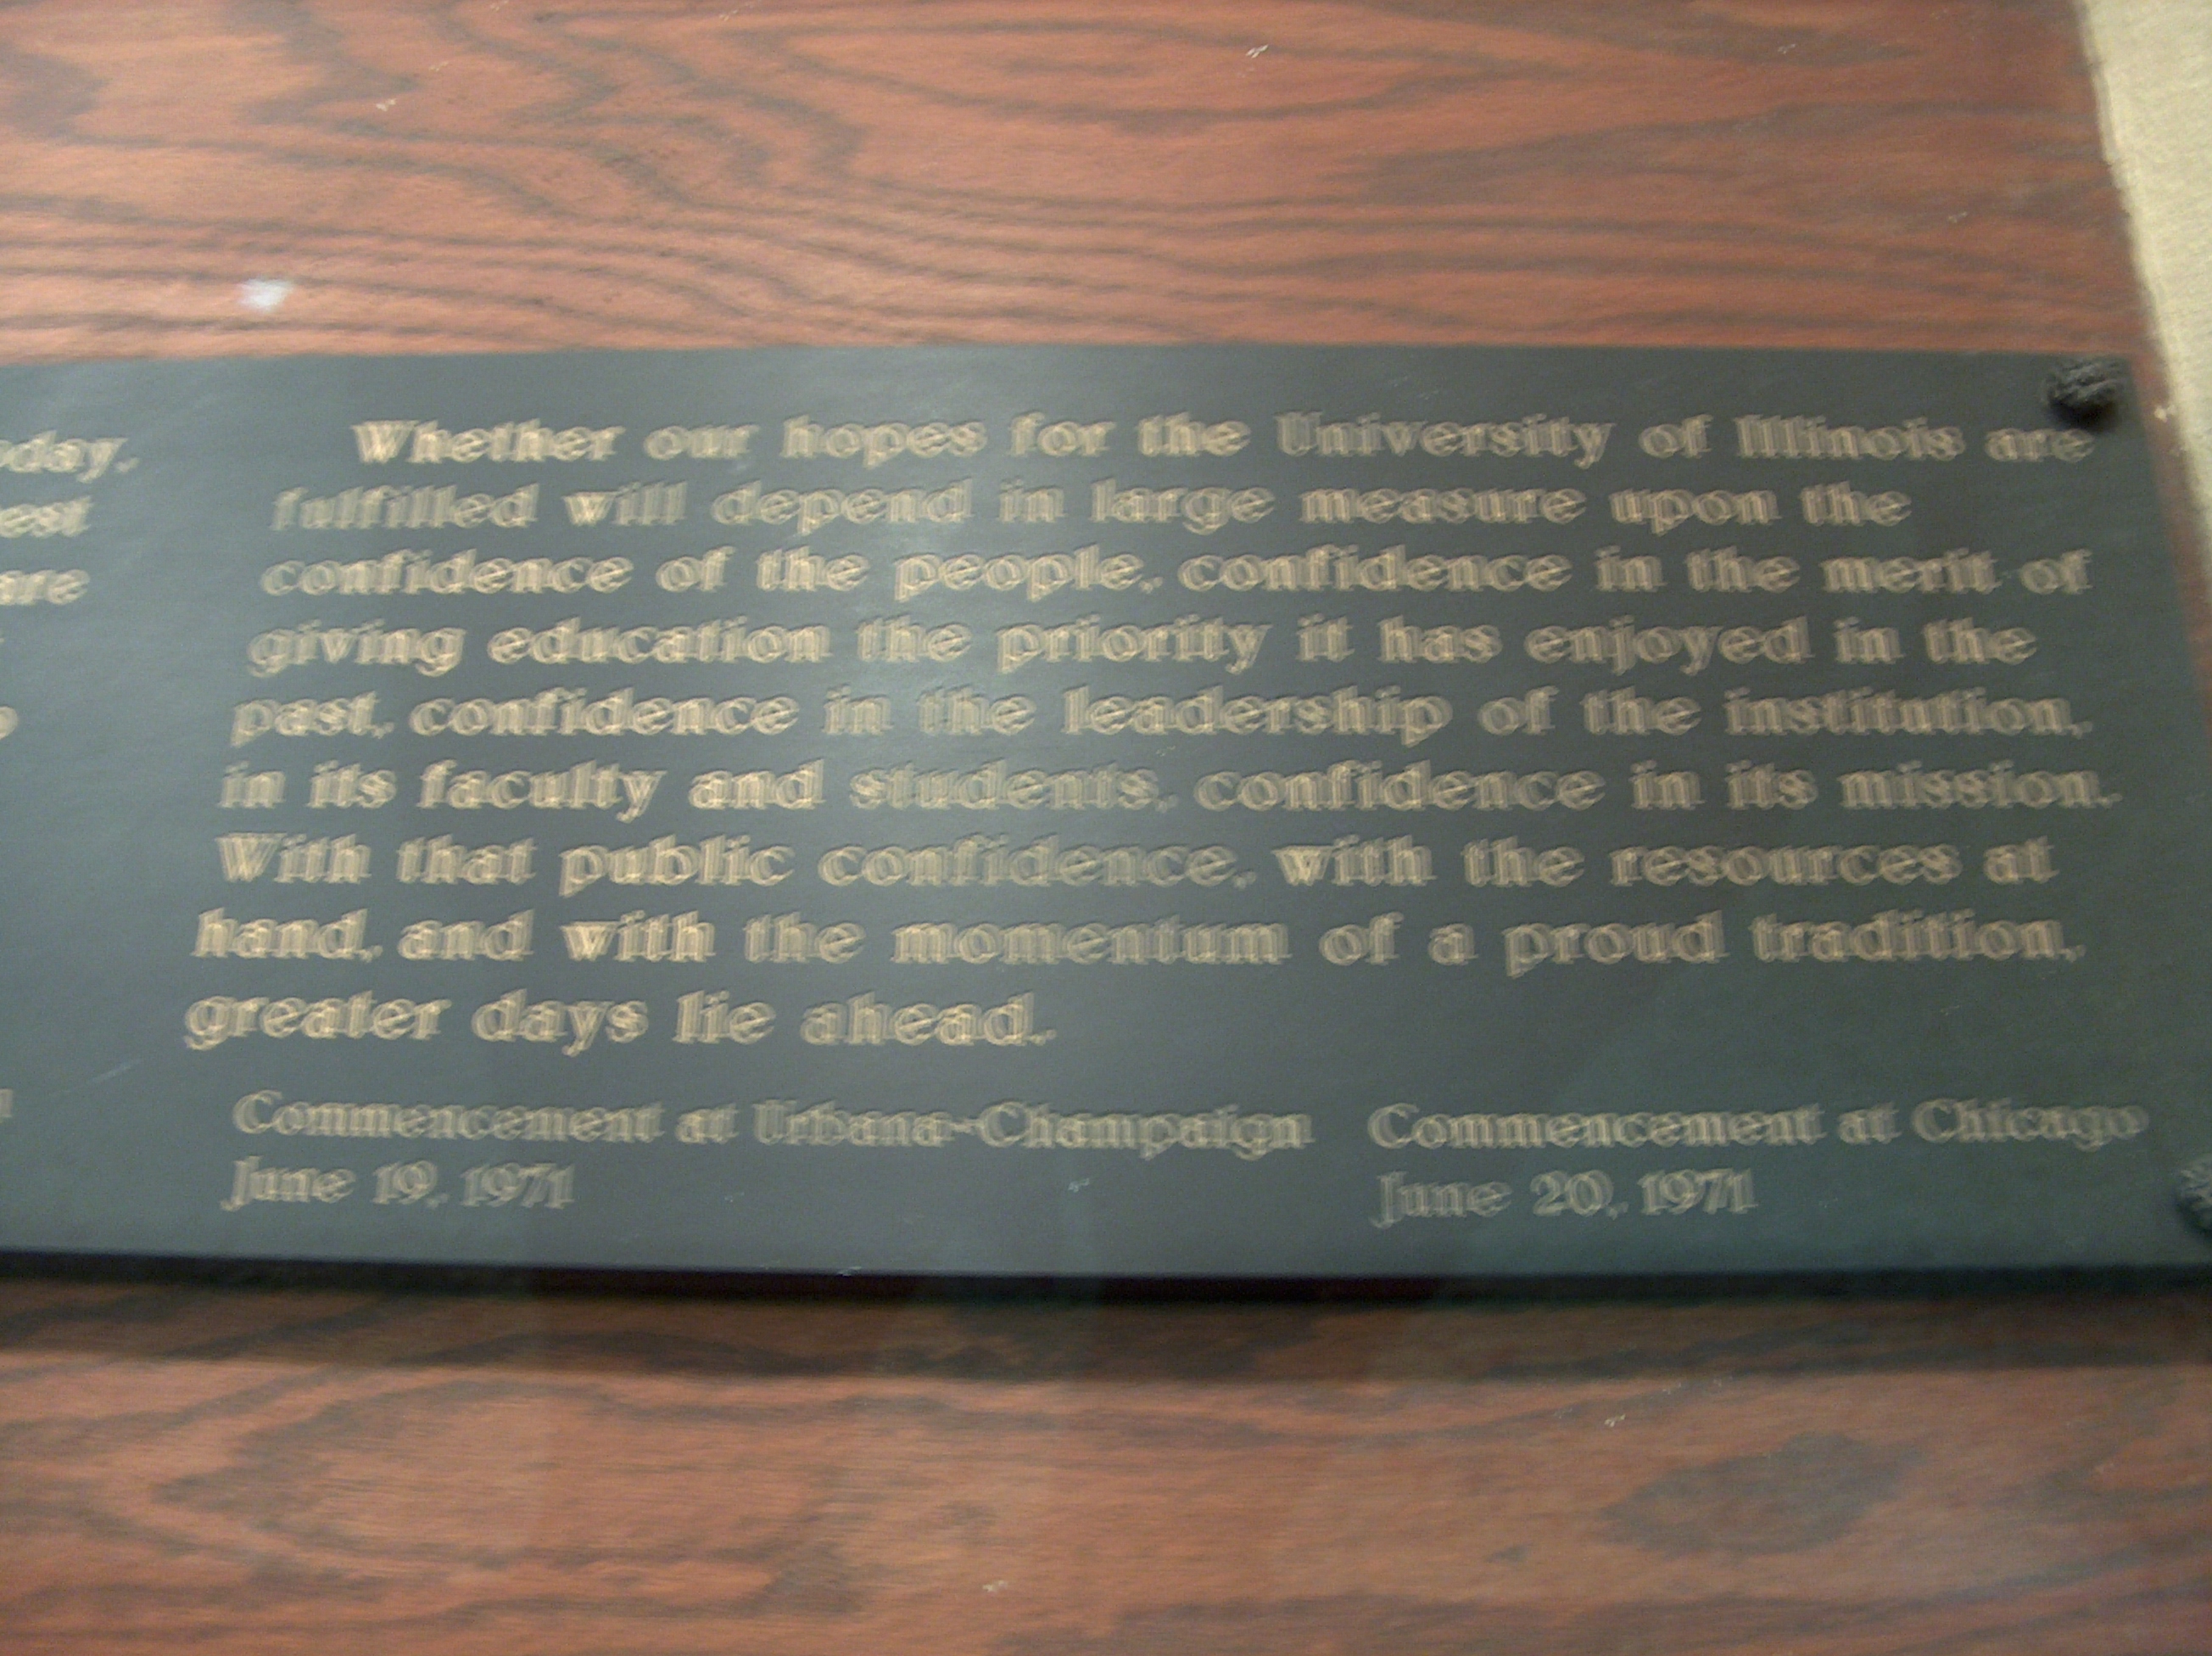 oday.
est
are
Whether our hopes for the University of Illinois are
fulfilled will depend in large measure upon the
confidence of the people, confidence in the merit of
giving education the priority it has enjoyed in the
past, confidence in the leadership of the institution,
in its faculty and students, confidence in its mission.
With that public confidence, with the resources at
hand, and with the momentum of a proud tradition,
greater days lie ahead.
Commencement at Urbana-Champaign
June 19, 1971
Commencement at Chicago
June 20, 1971